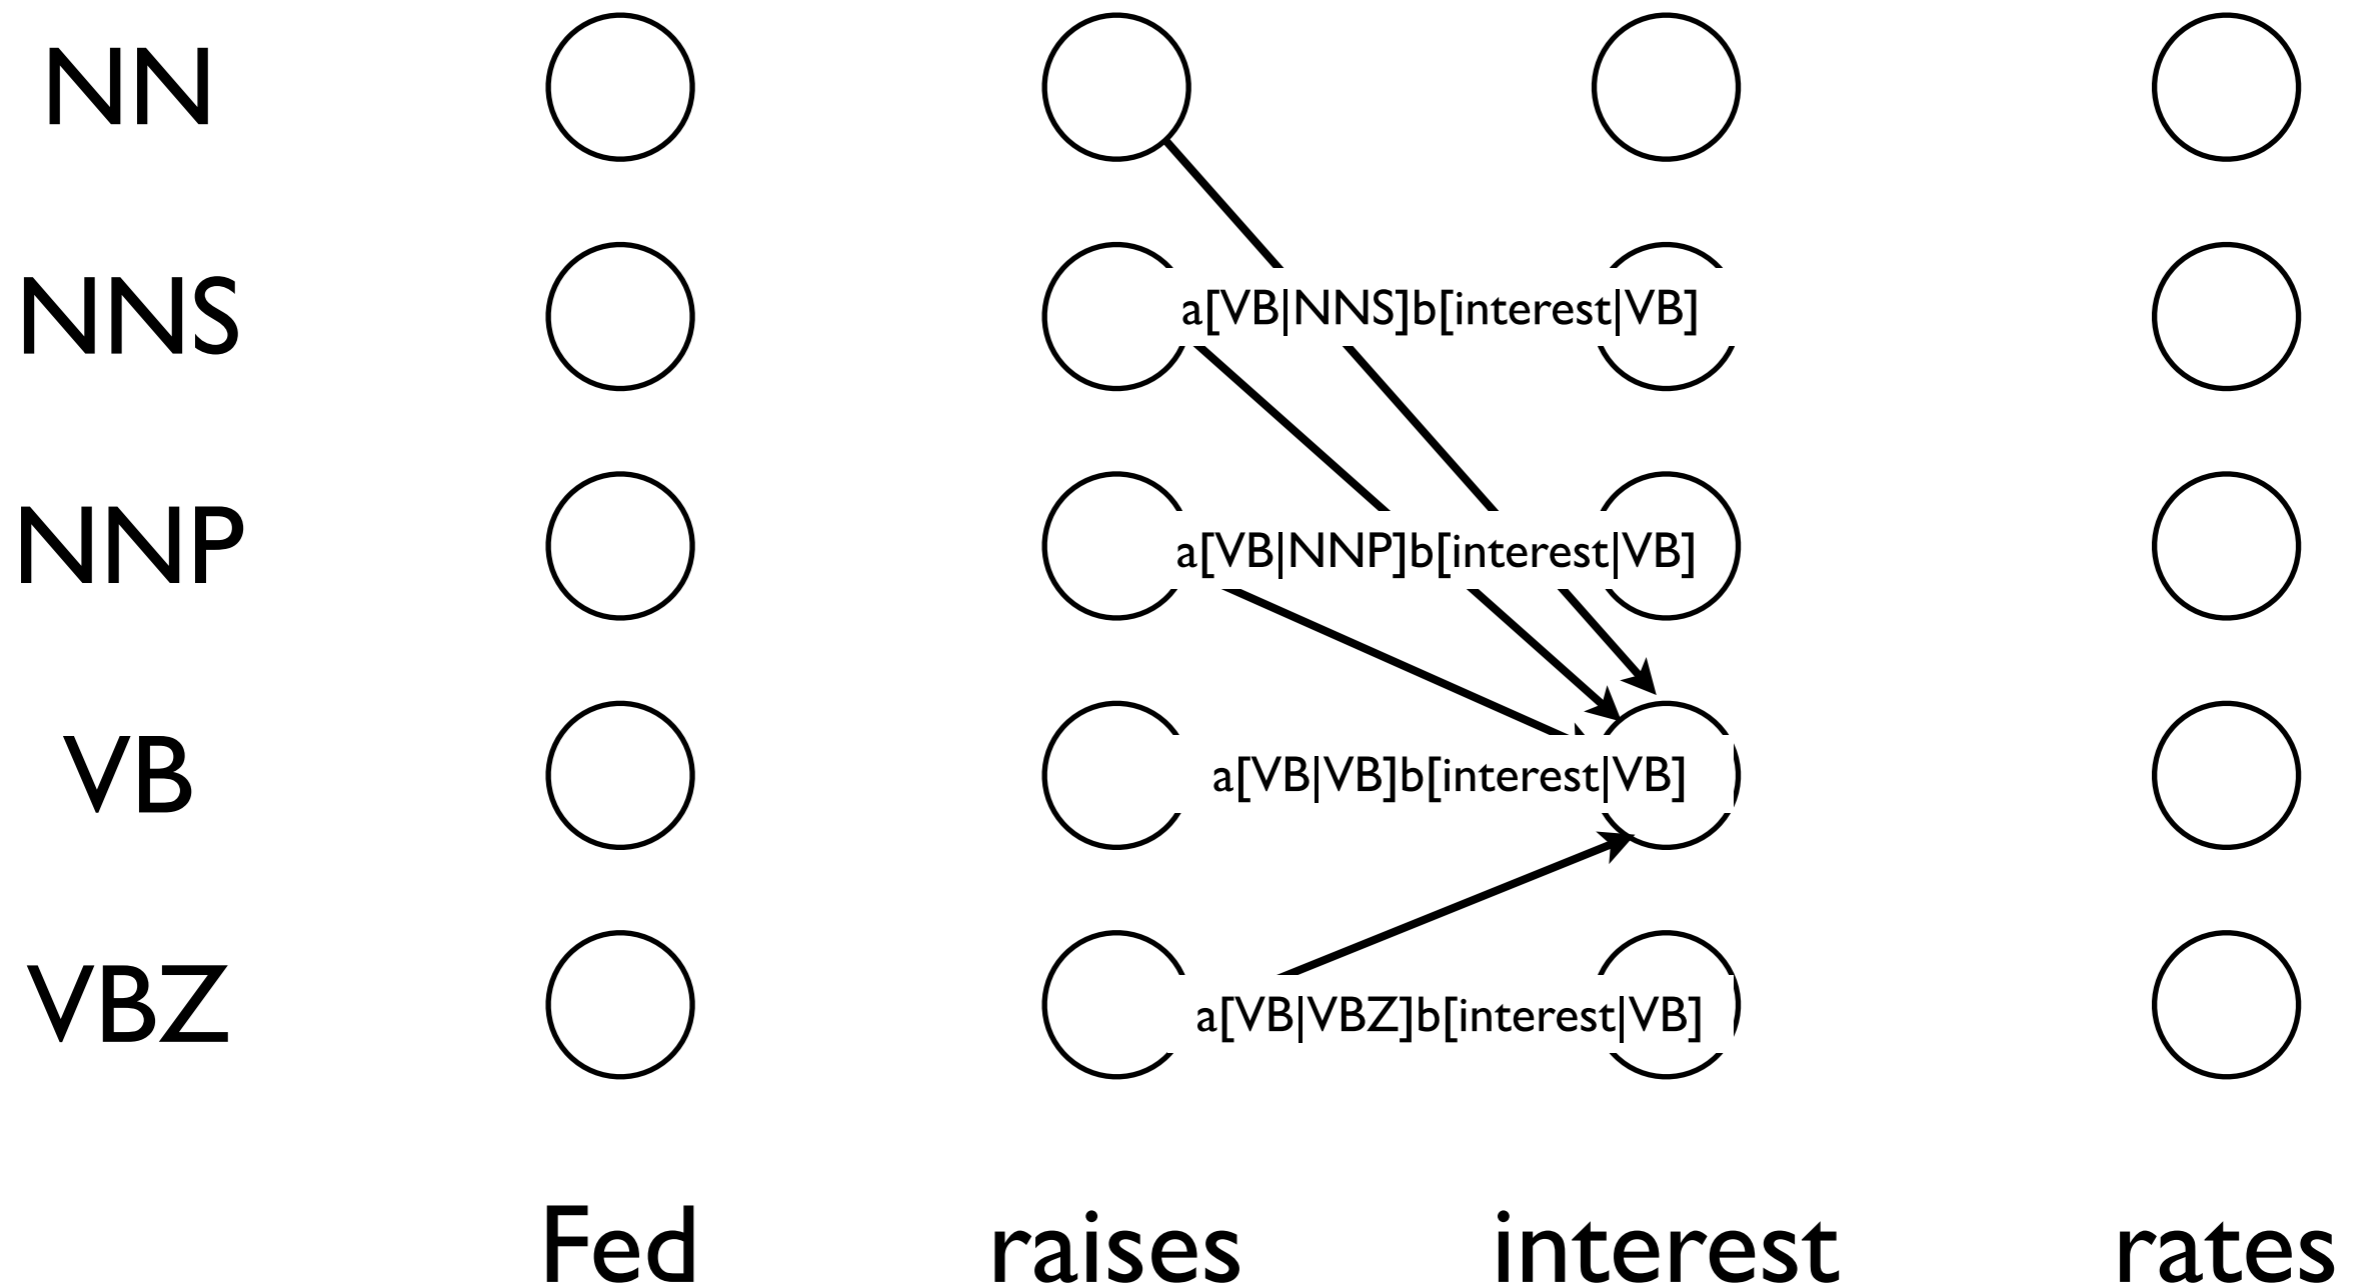 NN
NNS
a[VB|NNS]b[interest|VB]
NNP
a[VB|NNP]b[interest|VB]
VB
a[VB|VB]b[interest|VB]
VBZ
a[VB|VBZ]b[interest|VB]
Fed raises interest rates